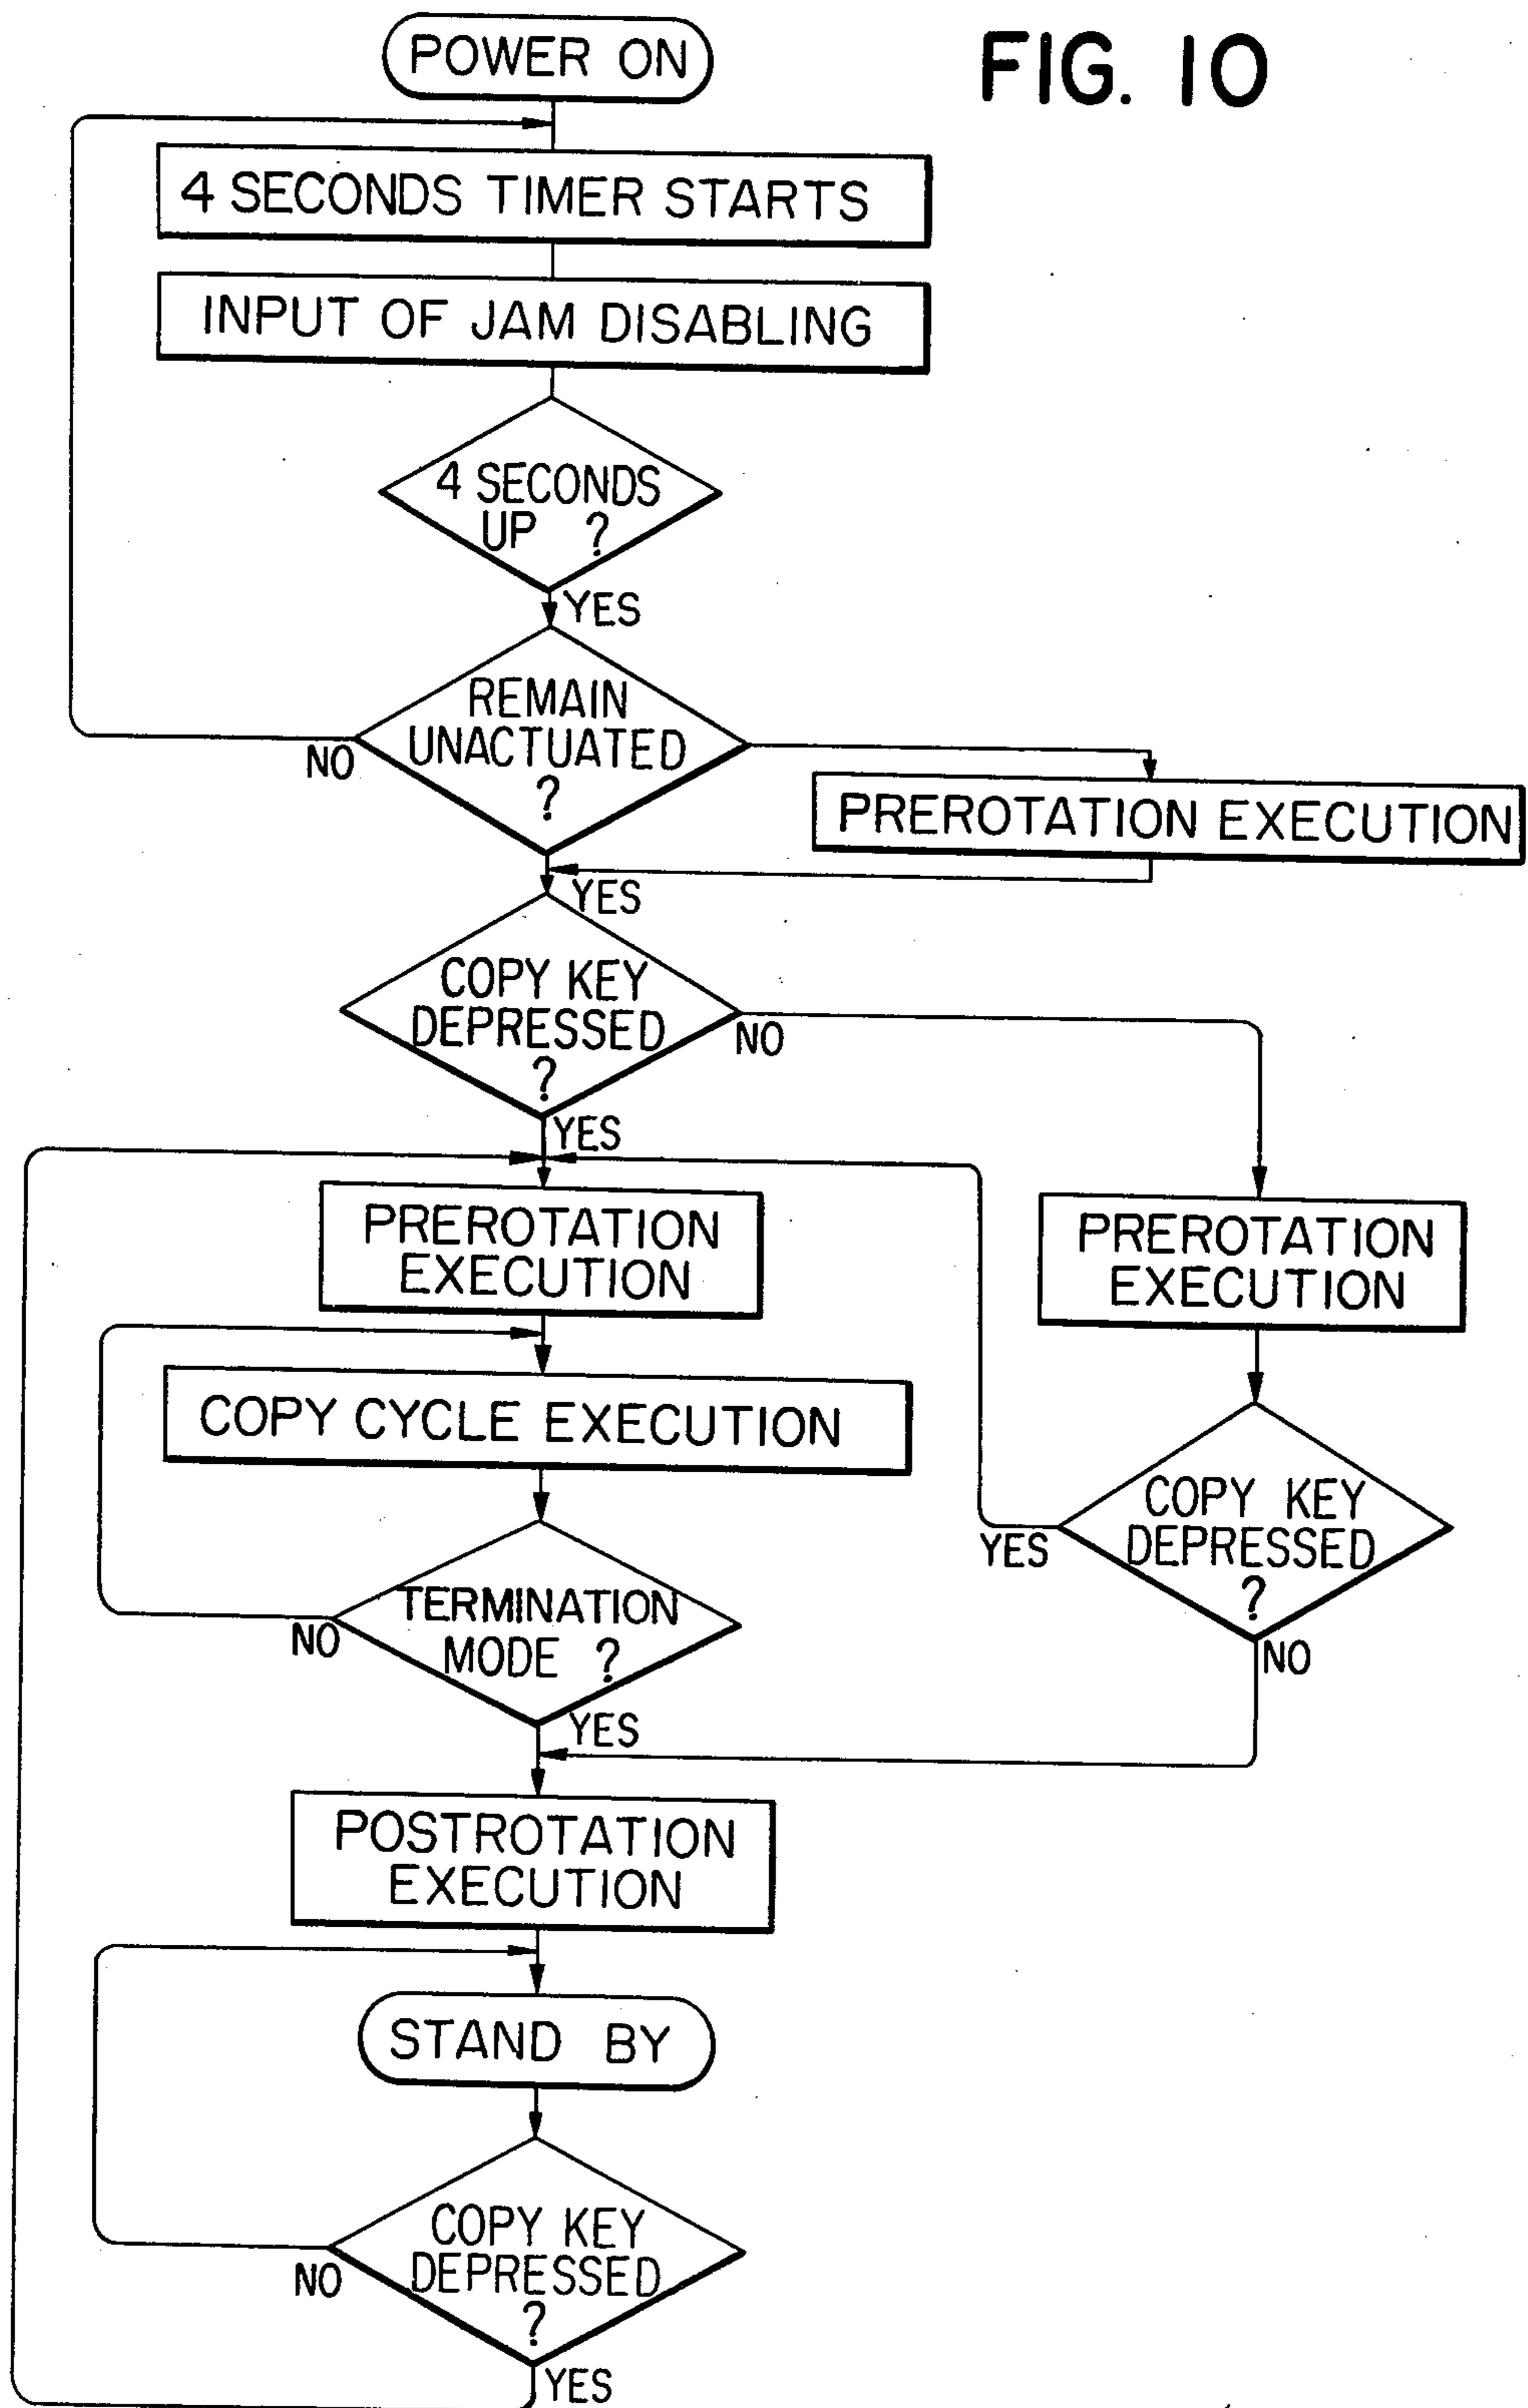 FIG. 10
POWER ON
4 SECONDS TIMER STARTS
INPUT OF JAM DISABLING
4 SECONDS
UP ?
YES
REMAIN
UNACTUATED
?
NO
PREROTATION EXECUTION
YES
COPY KEY
DEPRESSED
?
NO
YES
PREROTATION
EXECUTION
PREROTATION
EXECUTION
COPY CYCLE EXECUTION
COPY KEY
DEPRESSED
?
YES
NO
TERMINATION
MODE ?
NO
YES
POSTROTATION
EXECUTION
STAND BY
COPY KEY
DEPRESSED
?
NO
YES